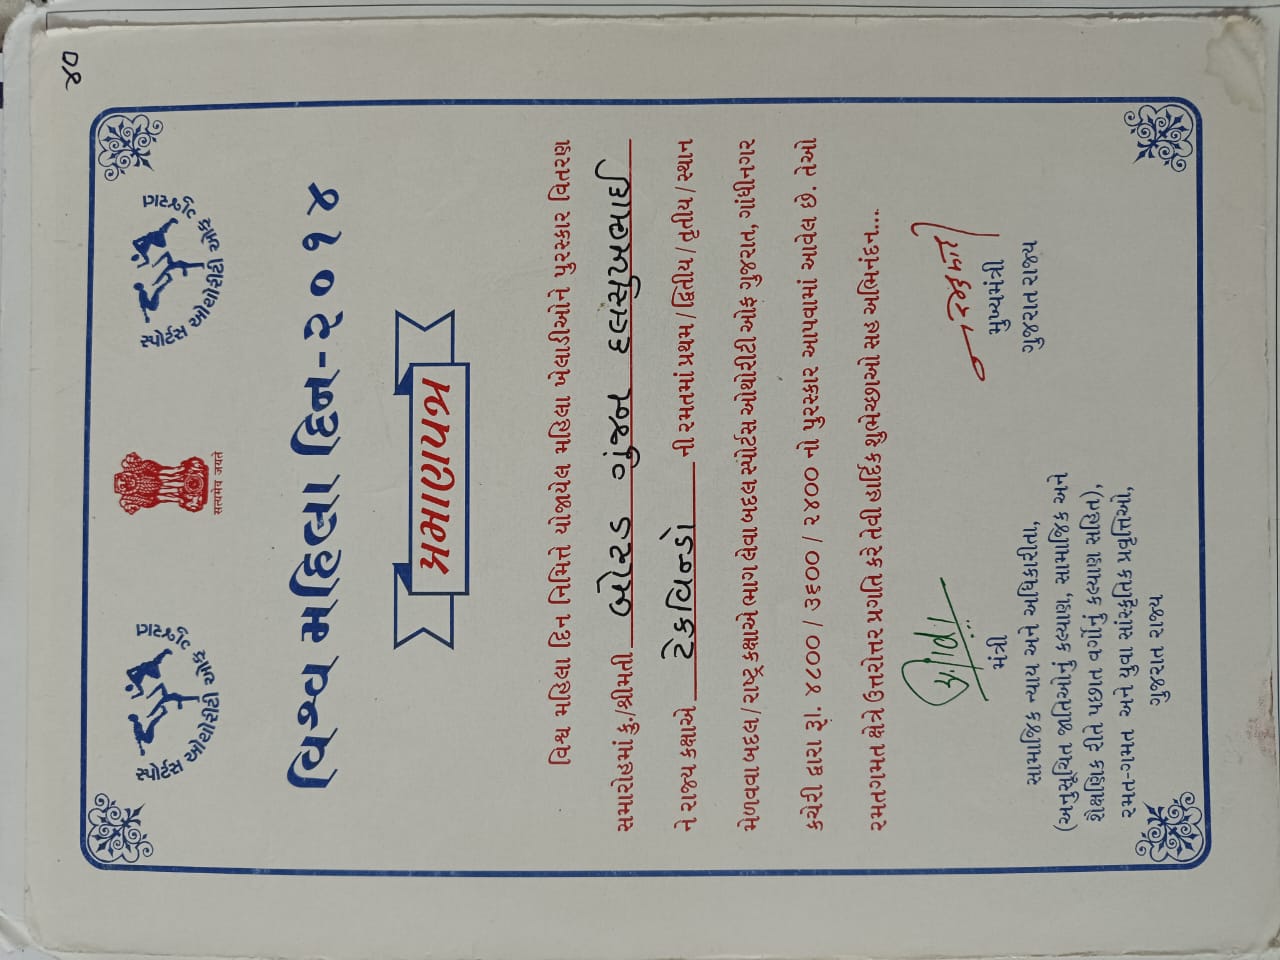 ૪૦
સ્પોર્ટસ ઓથોરીટી ઓફ ગુજરાત
सत्यमेव जयते
સ્પોર્ટસ ઓથોરીટી ઓફ ગુજરાત
વિશ્વ મહિલા દિન-૨૦૧૪
પ્રમાણપત્ર
વિશ્વ મહિલા દિન નિમિત્તે યોજાયેલ મહિલા ખેલાડીઓને પુરસ્કાર વિતરણ
સમારોહમાં કુ./શ્રીમતી બોરડ ગુંજન દલસુખભાઈ
ને રાજ્ય કક્ષાએ ટેકવિન્ડો ની રમતમાં પ્રથમ / દ્વિતીય / તૃતીય / સ્થાન
મેળવવા બદલ / રાષ્ટ્ર કક્ષાએ ભાગ લેવા બદલ સ્પોર્ટસ ઓથોરીટી ઓફ ગુજરાત, ગાંધીનગર
કચેરી દ્વારા રૂા. ૪૮૦૦ / ૩૬૦૦ / ૨૪૦૦ નો પુરસ્કાર આપવામાં આવેલ છે. તેઓ
રમતગમત ક્ષેત્રે ઉત્તરોત્તર પ્રગતિ કરે તેવી હાર્દિક શુભેચ્છાઓ સહ અભિનંદન...
મંત્રી
સામાજિક ન્યાય અને અધિકારીતા,
(અનુસૂચિત જાતિઓનું કલ્યાણ, સામાજિક અને
શૈક્ષણિક રીતે પછાત વર્ગોનું કલ્યાણ સહિત),
રમત-ગમત અને યુવા સાંસ્કૃતિક પ્રવૃત્તિઓ,
ગુજરાત રાજ્ય
મુખ્યમંત્રી
ગુજરાત રાજ્ય